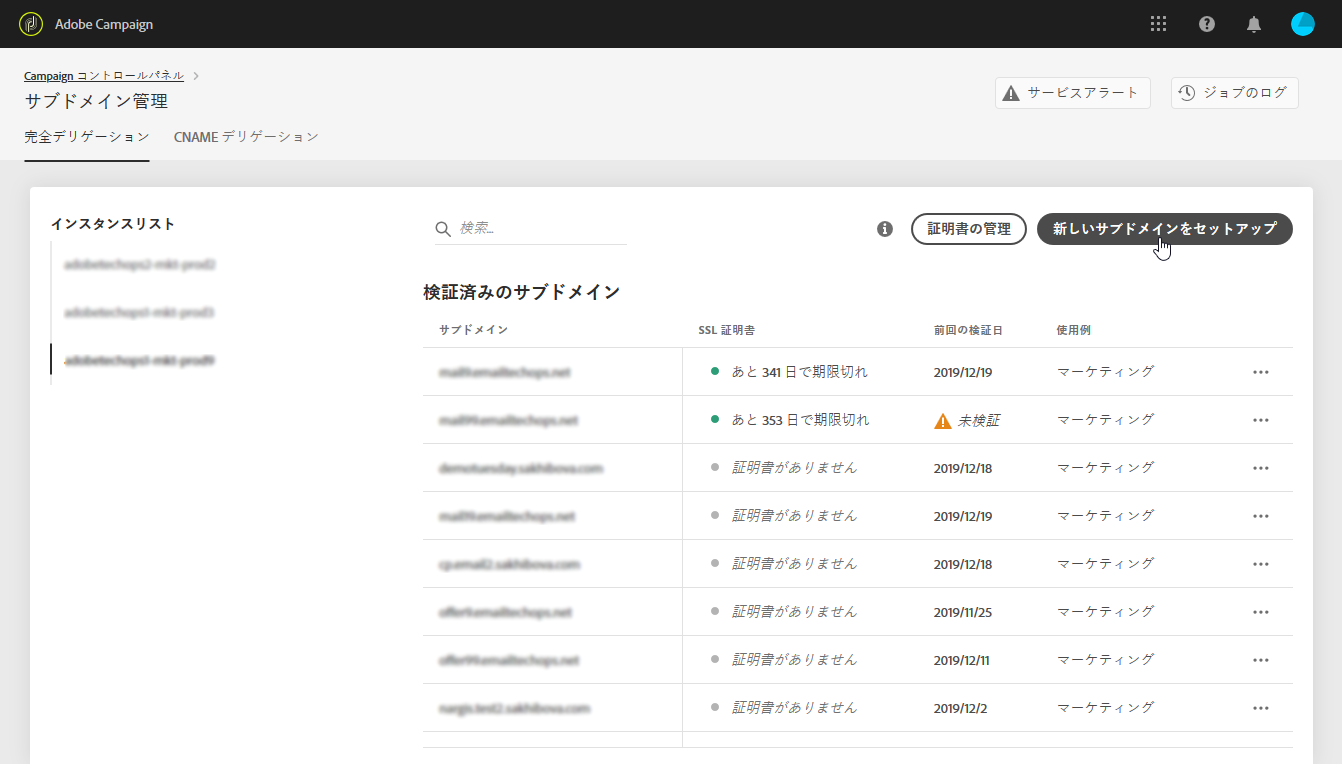 Adobe Campaign
Campaign コントロールパネル
サブドメイン管理
サービスアラート
ジョブのログ
完全デリゲーション
CNAME デリゲーション
インスタンスリスト
検索...
証明書の管理
新しいサブドメインをセットアップ
検証済みのサブドメイン
サブドメイン SSL 証明書 前回の検証日 使用例
あと 341 日で期限切れ 2019/12/19 マーケティング
あと 353 日で期限切れ 未検証 マーケティング
証明書がありません 2019/12/18 マーケティング
証明書がありません 2019/12/19 マーケティング
証明書がありません 2019/12/18 マーケティング
証明書がありません 2019/11/25 マーケティング
証明書がありません 2019/12/11 マーケティング
証明書がありません 2019/12/2 マーケティング